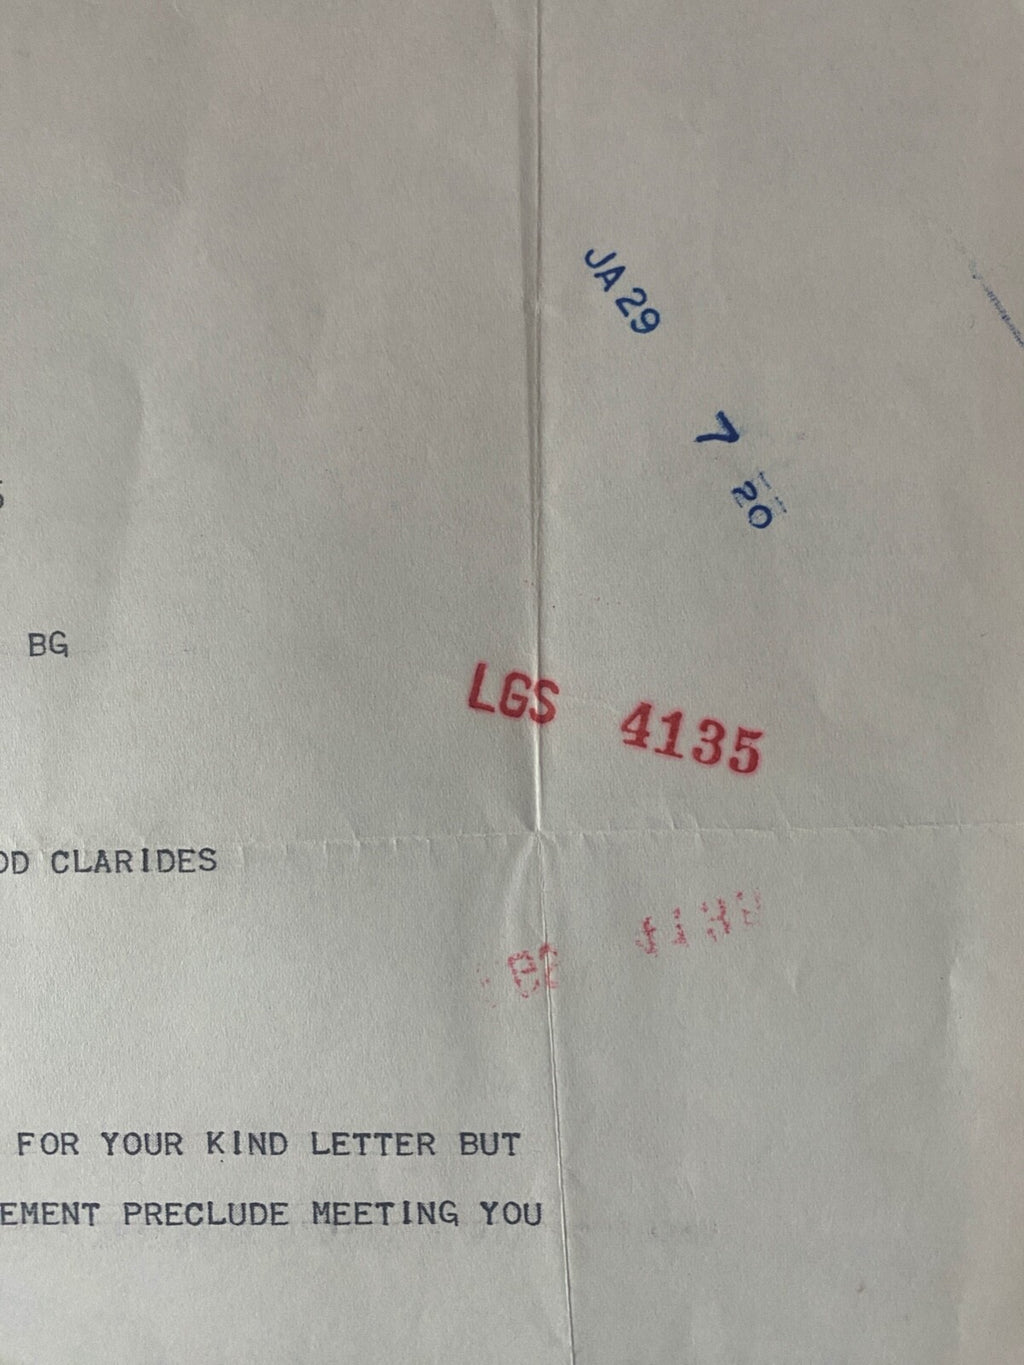 JA 29
7 20
BG
LGS 4135
CLARIDES
FOR YOUR KIND LETTER BUT
EMENT PRECLUDE MEETING YOU